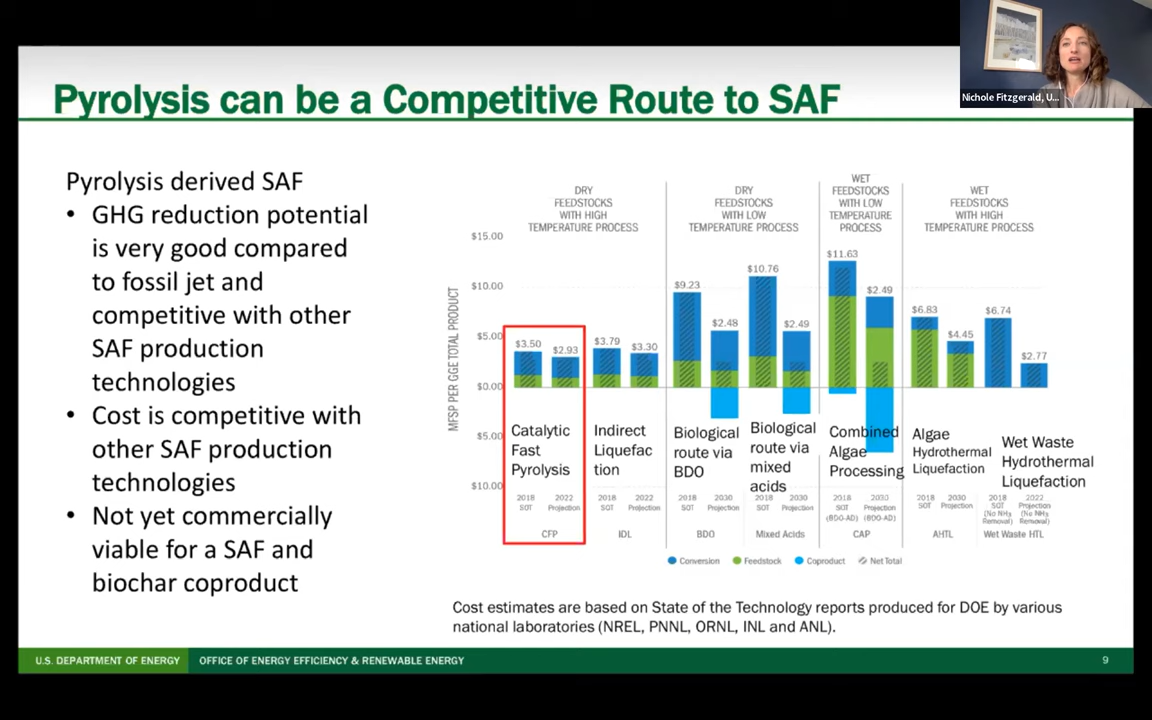 Pyrolysis can be a Competitive Route to SAF
Nichole Fitzgerald, U...
Pyrolysis derived SAF
• GHG reduction potential
is very good compared
to fossil jet and
competitive with other
SAF production
technologies
• Cost is competitive with
other SAF production
technologies
• Not yet commercially
viable for a SAF and
biochar coproduct
DRY
FEEDSTOCKS
WITH HIGH
TEMPERATURE PROCESS
DRY
FEEDSTOCKS
WITH LOW
TEMPERATURE PROCESS
WET
FEEDSTOCKS
WITH LOW
TEMPERATURE
PROCESS
WET
FEEDSTOCKS
WITH HIGH
TEMPERATURE PROCESS
MFSP PER GGE TOTAL PRODUCT
$15.00
$10.00
$5.00
$0.00
$5.00
$10.00
$3.50
$2.93
$3.79
$3.30
$9.23
$2.48
$10.76
$2.49
$11.63
$2.49
$6.83
$4.45
$6.74
$2.77
Catalytic
Fast
Pyrolysis
Indirect
Liquefac
tion
Biological
route via
BDO
Biological
route via
mixed
acids
Combined
Algae
Processing
Algae
Hydrothermal
Liquefaction
Wet Waste
Hydrothermal
Liquefaction
2018 SOT
2022 Projection
2018 SOT
2022 Projection
2018 SOT
2030 Projection
2018 SOT
2030 Projection
2018 SOT (BDO-AD)
2030 Projection (BDO-AD)
2018 SOT
2030 Projection
2018 SOT (No NH3 Removal)
2022 Projection (No NH3 Removal)
CFP
IDL
BDO
Mixed Acids
CAP
AHTL
Wet Waste HTL
Conversion Feedstock Coproduct Net Total
Cost estimates are based on State of the Technology reports produced for DOE by various
national laboratories (NREL, PNNL, ORNL, INL and ANL).
U.S. DEPARTMENT OF ENERGY OFFICE OF ENERGY EFFICIENCY & RENEWABLE ENERGY 9